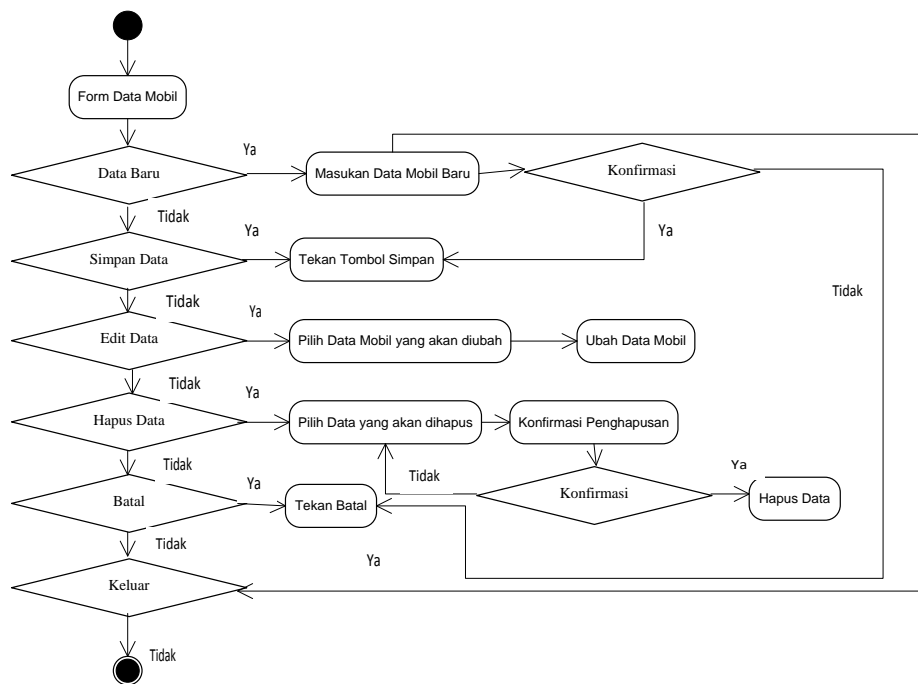 Form Data Mobil
Ya
Data Baru
Masukan Data Mobil Baru
Konfirmasi
Tidak
Ya
Ya
Simpan Data
Tekan Tombol Simpan
Tidak
Tidak
Ya
Edit Data
Pilih Data Mobil yang akan diubah
Ubah Data Mobil
Tidak
Ya
Hapus Data
Pilih Data yang akan dihapus
Konfirmasi Penghapusan
Tidak
Tidak
Ya
Konfirmasi
Hapus Data
Ya
Batal
Tekan Batal
Tidak
Ya
Keluar
Tidak